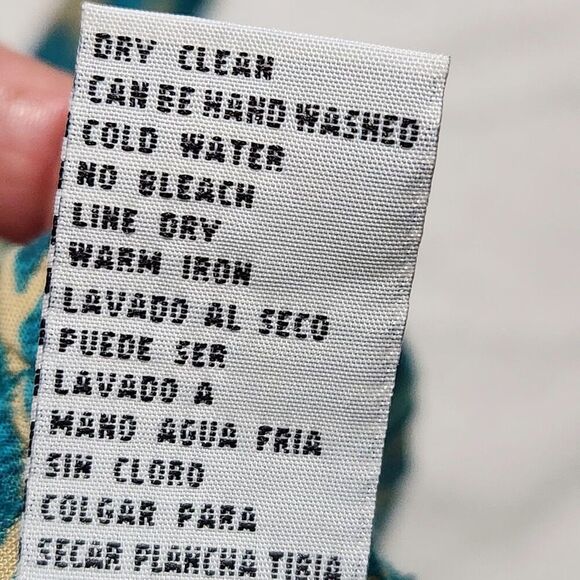 DRY CLEAN
CAN BE HAND WASHED
COLD WATER
NO BLEACH
LINE DRY
WARM IRON
LAVADO AL SECO
PUEDE SER
LAVADO A
MANO AGUA FRIA
SIN CLORO
COLGAR PARA
SECAR PLANCHA TIBIA